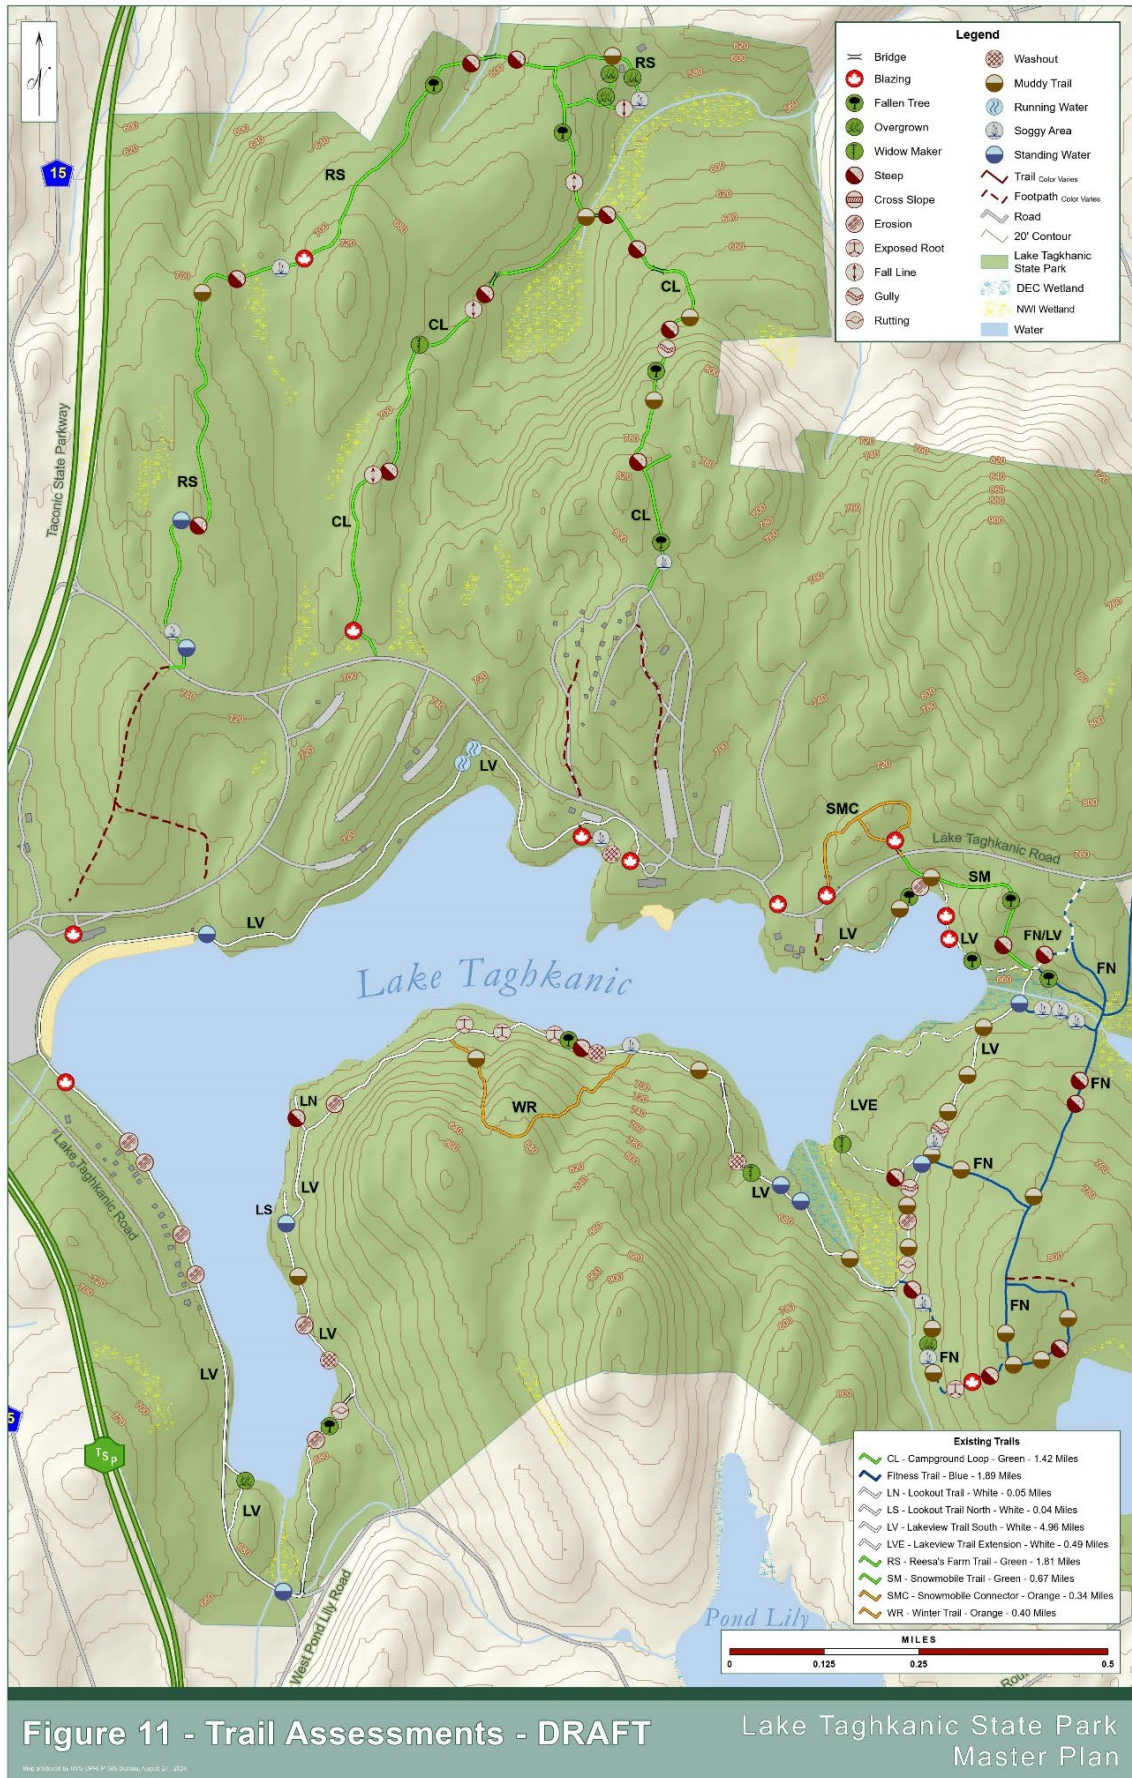 N
15
Taconic State Parkway
Legend
Bridge
Blazing
Fallen Tree
Overgrown
Widow Maker
Steep
Cross Slope
Erosion
Exposed Root
Fall Line
Gully
Rutting
Washout
Muddy Trail
Running Water
Soggy Area
Standing Water
Trail Color Varies
Footpath Color Varies
Road
20' Contour
Lake Tagkhanic
State Park
DEC Wetland
NWI Wetland
Water
RS
RS
CL
CL
RS
CL
CL
LV
SMC
Lake Taghkanic Road
SM
LV
LV
LV
FN/LV
FN
Lake Taghkanic
LV
FN
LVE
LN
WR
FN
LV
LS
LV
Lake Taghkanic Road
FN
LV
FN
LV
TSP
LV
West Pond Lily Road
Pond Lily
Existing Trails
CL - Campground Loop - Green - 1.42 Miles
Fitness Trail - Blue - 1.89 Miles
LN - Lookout Trail - White - 0.05 Miles
LS - Lookout Trail North - White - 0.04 Miles
LV - Lakeview Trail South - White - 4.96 Miles
LVE - Lakeview Trail Extension - White - 0.49 Miles
RS - Reesa's Farm Trail - Green - 1.81 Miles
SM - Snowmobile Trail - Green - 0.67 Miles
SMC - Snowmobile Connector - Orange - 0.34 Miles
WR - Winter Trail - Orange - 0.40 Miles
MILES
0 0.125 0.25 0.5
Figure 11 - Trail Assessments - DRAFT
Lake Taghkanic State Park
Master Plan